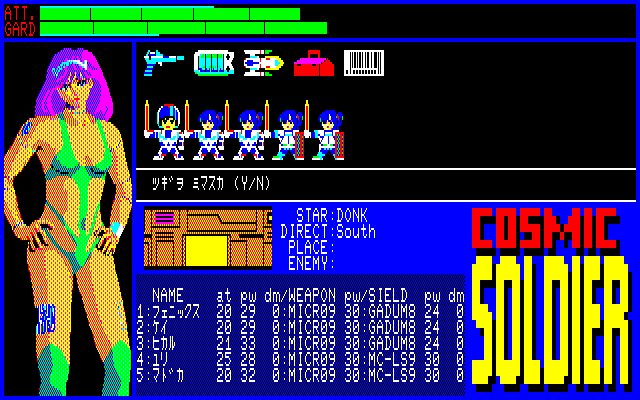 ATT.
GARD
ツギヲ ミマスカ (Y/N)
STAR:DONK
DIRECT:South
PLACE:
ENEMY:
COSMIC
SOLDIER
NAME at pw dm/WEAPON pw/SIELD pw dm
1:フェニックス 20 29 0:MICR09 30:GADUM8 24 0
2:ケイ 20 29 0:MICR09 30:GADUM8 24 0
3:ヒカル 21 33 0:MICR09 30:GADUM8 24 0
4:ユリ 25 28 0:MICR09 30:MC-LS9 30 0
5:マドカ 20 32 0:MICR09 30:MC-LS9 30 0